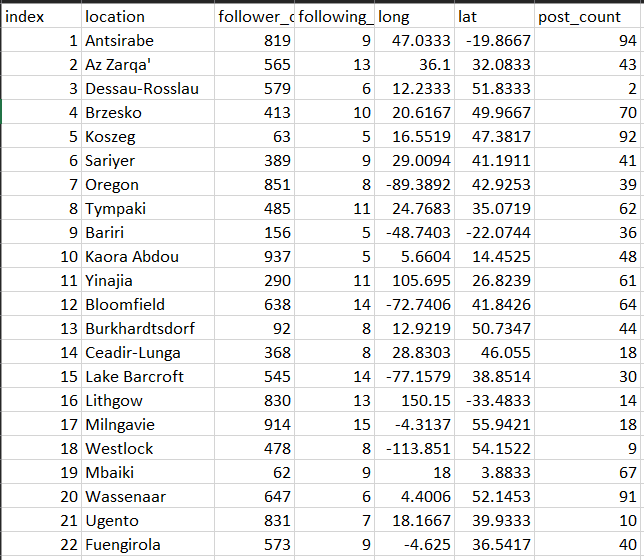 index location follower_c following_ long lat post_count
1 Antsirabe 819 9 47.0333 -19.8667 94
2 Az Zarqa' 565 13 36.1 32.0833 43
3 Dessau-Rosslau 579 6 12.2333 51.8333 2
4 Brzesko 413 10 20.6167 49.9667 70
5 Koszeg 63 5 16.5519 47.3817 92
6 Sariyer 389 9 29.0094 41.1911 41
7 Oregon 851 8 -89.3892 42.9253 39
8 Tympaki 485 11 24.7683 35.0719 62
9 Bariri 156 5 -48.7403 -22.0744 36
10 Kaora Abdou 937 5 5.6604 14.4525 48
11 Yinajia 290 11 105.695 26.8239 61
12 Bloomfield 638 14 -72.7406 41.8426 64
13 Burkhardtsdorf 92 8 12.9219 50.7347 44
14 Ceadir-Lunga 368 8 28.8303 46.055 18
15 Lake Barcroft 545 14 -77.1579 38.8514 30
16 Lithgow 830 13 150.15 -33.4833 14
17 Milngavie 914 15 -4.3137 55.9421 18
18 Westlock 478 8 -113.851 54.1522 9
19 Mbaiki 62 9 18 3.8833 67
20 Wassenaar 647 6 4.4006 52.1453 91
21 Ugento 831 7 18.1667 39.9333 10
22 Fuengirola 573 9 -4.625 36.5417 40